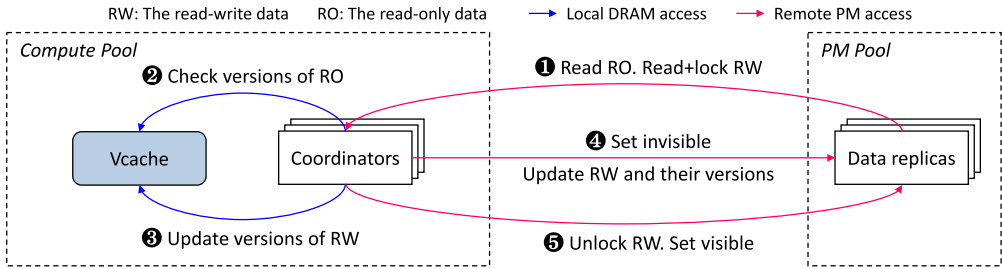 RW: The read-write data RO: The read-only data Local DRAM access Remote PM access
Compute Pool
PM Pool
❶ Read RO. Read+lock RW
❷ Check versions of RO
❹ Set invisible
Vcache
Coordinators
Data replicas
Update RW and their versions
❸ Update versions of RW
❺ Unlock RW. Set visible